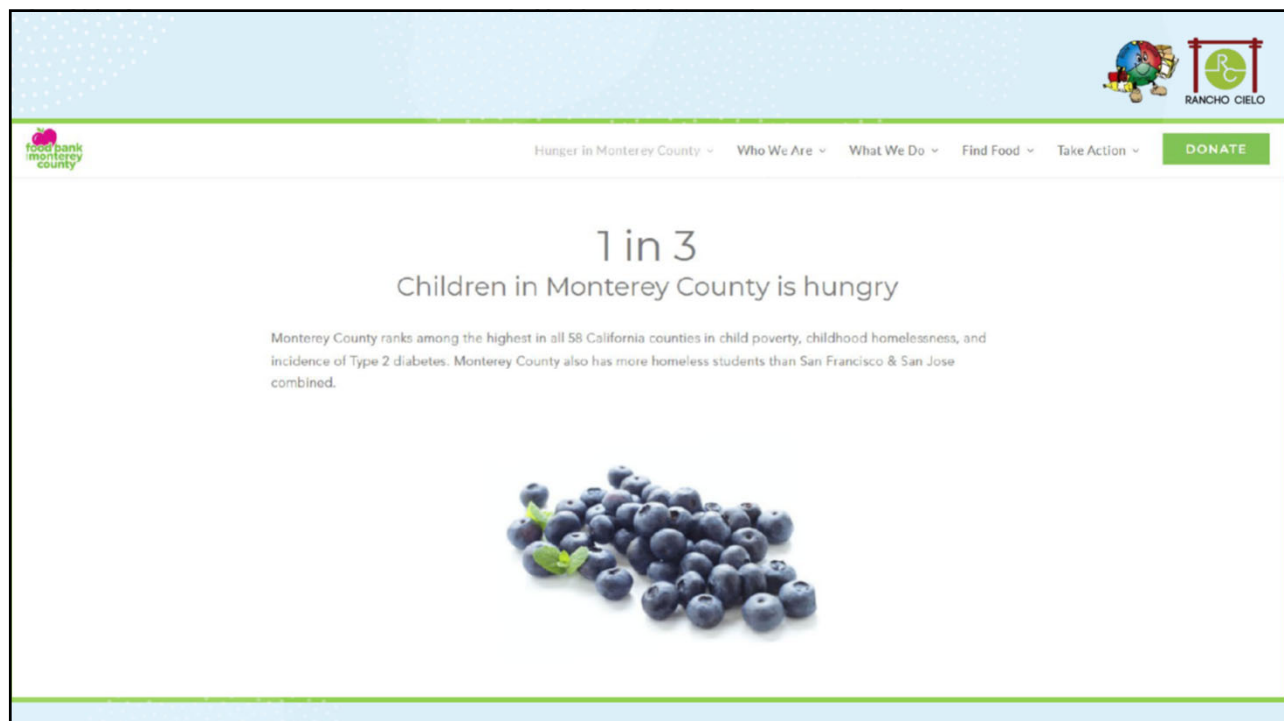 RC
RANCHO CIELO
food bank
for monterey
county
Hunger in Monterey County
Who We Are
What We Do
Find Food
Take Action
DONATE
1 in 3
Children in Monterey County is hungry
Monterey County ranks among the highest in all 58 California counties in child poverty, childhood homelessness, and
incidence of Type 2 diabetes. Monterey County also has more homeless students than San Francisco & San Jose
combined.